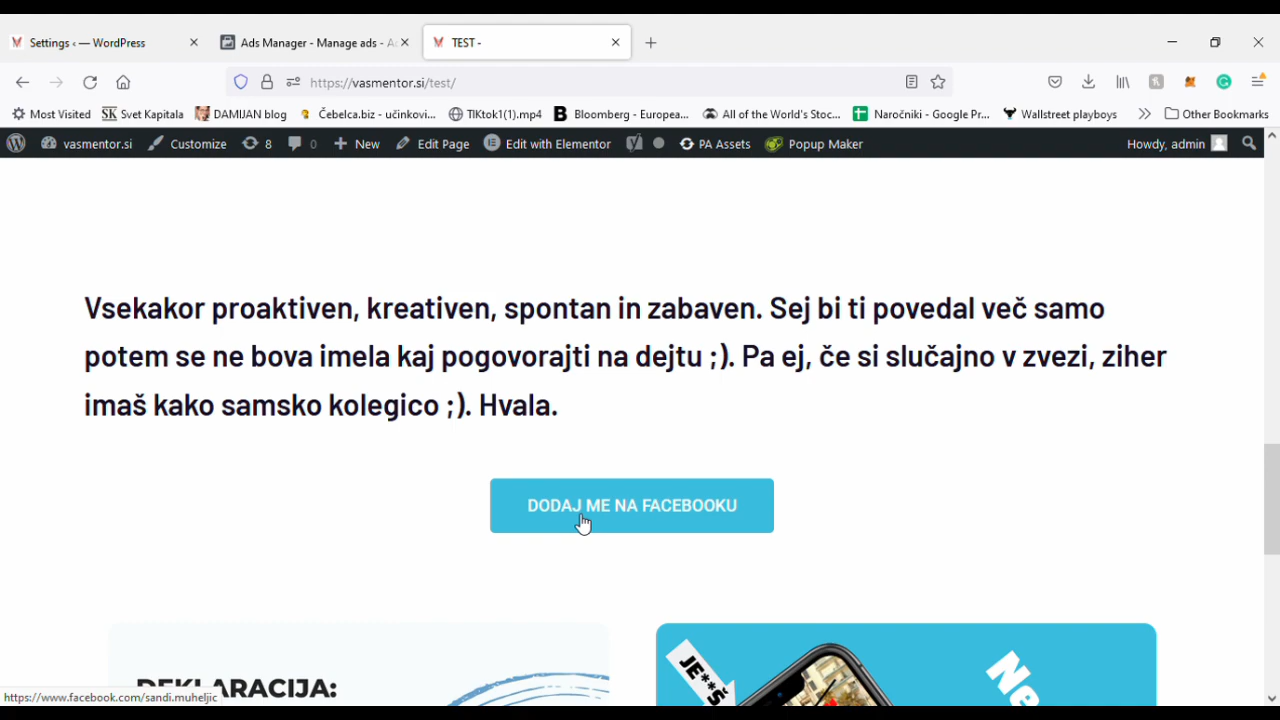 Settings ‹ — WordPress
Ads Manager - Manage ads - Ad
TEST -
https://vasmentor.si/test/
Most Visited
SK Svet Kapitala
DAMIJAN blog
Čebelca.biz - učinkovi...
TIKtok1(1).mp4
B Bloomberg - Europea...
All of the World's Stoc...
Naročniki - Google Pr...
Wallstreet playboys
Other Bookmarks
vasmentor.si
Customize
8
0
New
Edit Page
Edit with Elementor
PA Assets
Popup Maker
Howdy, admin
Vsekakor proaktiven, kreativen, spontan in zabaven. Sej bi ti povedal več samo
potem se ne bova imela kaj pogovorajti na dejtu ;). Pa ej, če si slučajno v zvezi, ziher
imaš kako samsko kolegico ;). Hvala.
DODAJ ME NA FACEBOOKU
DEKLARACIJA:
JE**Š
Ne
https://www.facebook.com/sandi.muheljic